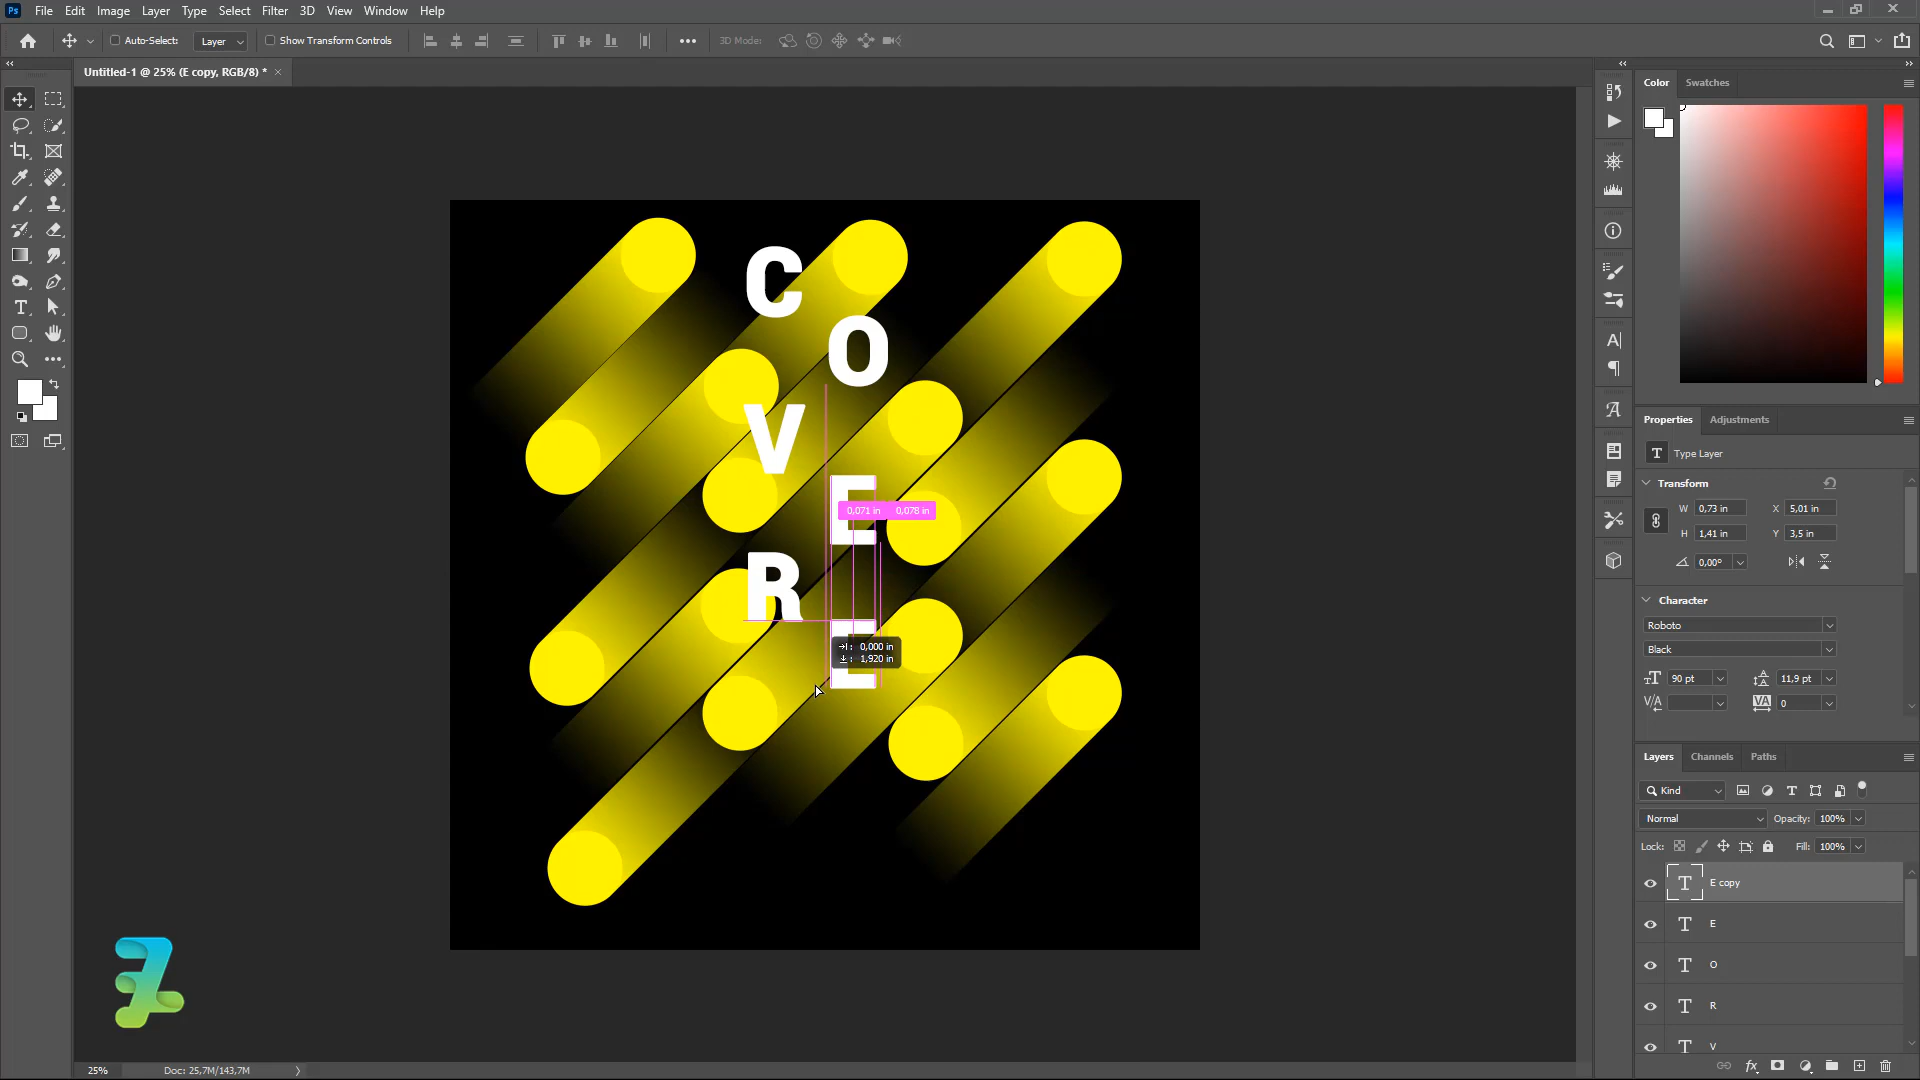 Ps File Edit Image Layer Type Select Filter 3D View Window Help
Auto-Select: Layer Show Transform Controls 3D Mode:
Untitled-1 @ 25% (E copy, RGB/8) * ×
Color Swatches
C
O
V
E
0,071 in 0,078 in
R
E
→|: 0,000 in
↓: 1,920 in
Properties Adjustments
T Type Layer
Transform
W 0,73 in X 5,01 in
H 1,41 in Y 3,5 in
0,00°
Character
Roboto
Black
90 pt 11,9 pt
V/A VA 0
Layers Channels Paths
Kind
Normal Opacity: 100%
Lock: Fill: 100%
T E copy
T E
T O
T R
T V
fx
25% Doc: 25,7M/143,7M